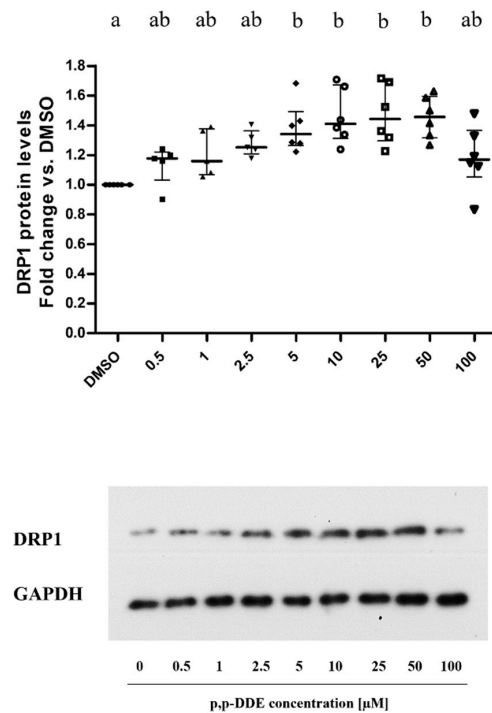 a ab ab ab b b b b ab
DRP1 protein levels
Fold change vs. DMSO
1.8
1.6
1.4
1.2
1.0
0.8
0.6
0.4
0.2
0.0
DMSO 0.5 1 2.5 5 10 25 50 100
DRP1
GAPDH
0 0.5 1 2.5 5 10 25 50 100
p,p-DDE concentration [µM]